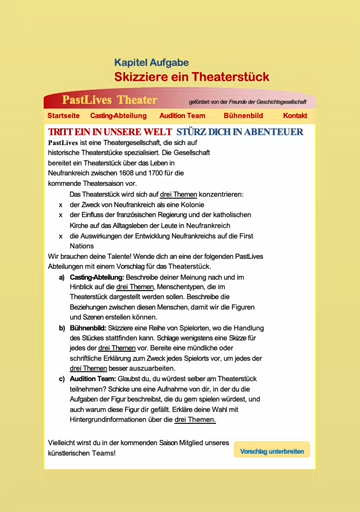 Kapitel Aufgabe
Skizziere ein Theaterstück
PastLives Theater
gefördert von der Freunde der Geschichtsgesellschaft
Startseite Casting-Abteilung Audition Team Bühnenbild Kontakt
TRITT EIN IN UNSERE WELT STÜRZ DICH IN ABENTEUER
PastLives ist eine Theatergesellschaft, die sich auf
historische Theaterstücke spezialisiert. Die Gesellschaft
bereitet ein Theaterstück über das Leben in
Neufrankreich zwischen 1608 und 1700 für die
kommende Theatersaison vor.
Das Theaterstück wird sich auf drei Themen konzentrieren:
x der Zweck von Neufrankreich als eine Kolonie
x der Einfluss der französischen Regierung und der katholischen
Kirche auf das Alltagsleben der Leute in Neufrankreich
x die Auswirkungen der Entwicklung Neufrankreichs auf die First
Nations
Wir brauchen deine Talente! Wende dich an eine der folgenden PastLives
Abteilungen mit einem Vorschlag für das Theaterstück.
a) Casting-Abteilung: Beschreibe deiner Meinung nach und im
Hinblick auf die drei Themen, Menschentypen, die im
Theaterstück dargestellt werden sollen. Beschreibe die
Beziehungen zwischen diesen Menschen, damit wir die Figuren
und Szenen erstellen können.
b) Bühnenbild: Skizziere eine Reihe von Spielorten, wo die Handlung
des Stückes stattfinden kann. Schlage wenigstens eine Skizze für
jedes der drei Themen vor. Bereite eine mündliche oder
schriftliche Erklärung zum Zweck jedes Spielorts vor, um jedes der
drei Themen besser auszuarbeiten.
c) Audition Team: Glaubst du, du würdest selber am Theaterstück
teilnehmen? Schicke uns eine Aufnahme von dir, in der du die
Aufgaben der Figur beschreibst, die du gern spielen würdest, und
auch warum diese Figur dir gefällt. Erkläre deine Wahl mit
Hintergrundinformationen über die drei Themen.
Vielleicht wirst du in der kommenden Saison Mitglied unseres
künstlerischen Teams!
Vorschlag unterbreiten